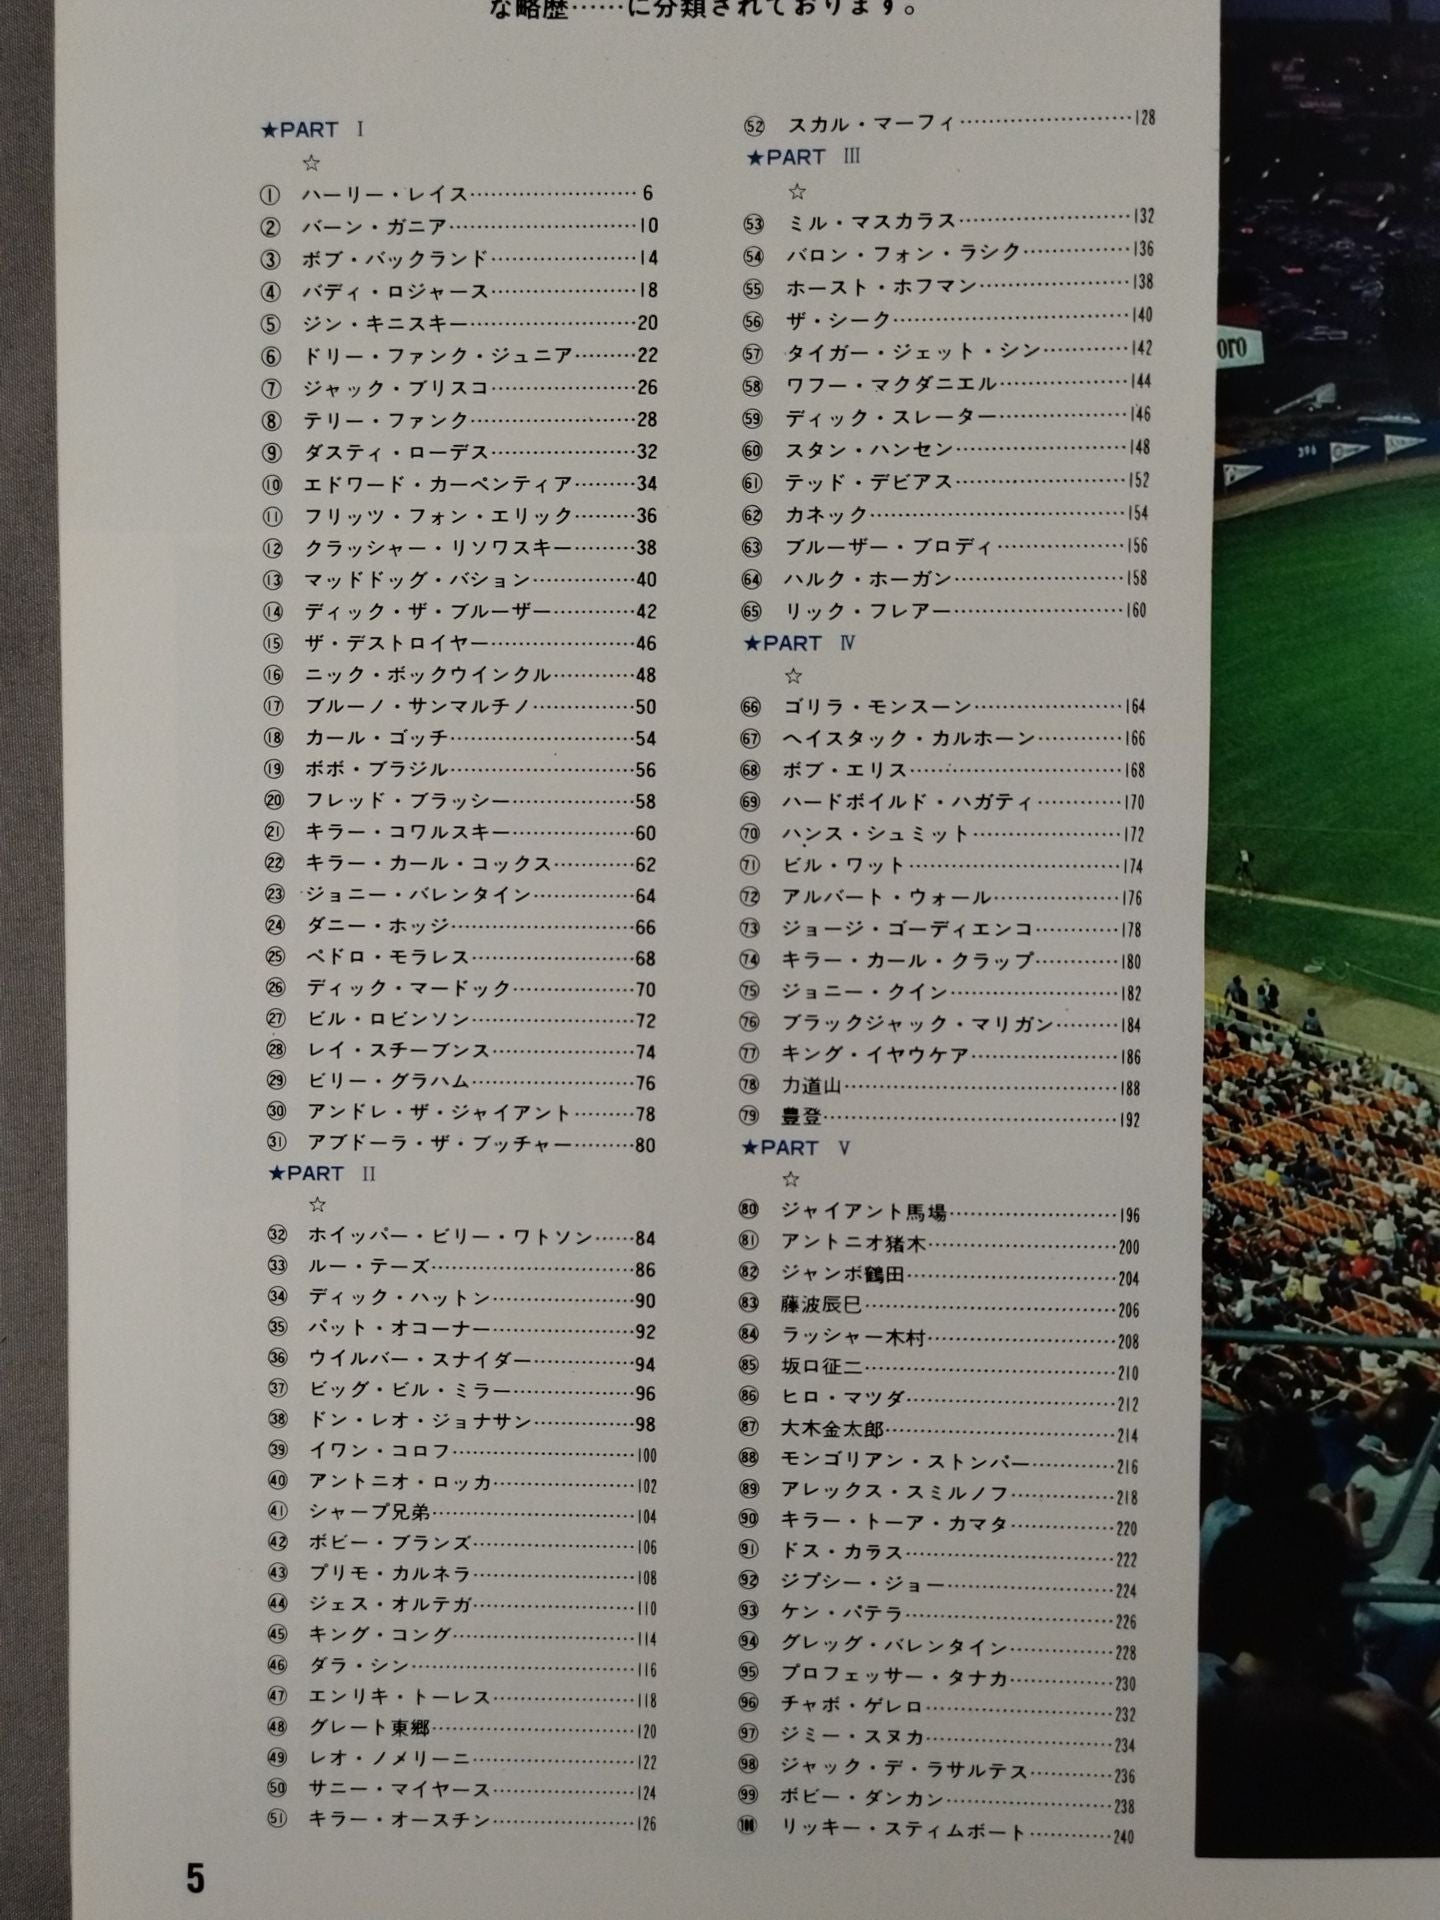 な略歴……に分類されております。
★PART Ⅰ
☆
① ハーリー・レイス……………………6
② バーン・ガニア………………………10
③ ボブ・バックランド…………………14
④ バディ・ロジャース…………………18
⑤ ジン・キニスキー……………………20
⑥ ドリー・ファンク・ジュニア………22
⑦ ジャック・ブリスコ…………………26
⑧ テリー・ファンク……………………28
⑨ ダスティ・ローデス…………………32
⑩ エドワード・カーペンティア………34
⑪ フリッツ・フォン・エリック………36
⑫ クラッシャー・リソワスキー………38
⑬ マッドドッグ・バション……………40
⑭ ディック・ザ・ブルーザー…………42
⑮ ザ・デストロイヤー…………………46
⑯ ニック・ボックウインクル…………48
⑰ ブルーノ・サンマルチノ……………50
⑱ カール・ゴッチ………………………54
⑲ ボボ・ブラジル………………………56
⑳ フレッド・ブラッシー………………58
㉑ キラー・コワルスキー………………60
㉒ キラー・カール・コックス…………62
㉓ ジョニー・バレンタイン……………64
㉔ ダニー・ホッジ………………………66
㉕ ペドロ・モラレス……………………68
㉖ ディック・マードック………………70
㉗ ビル・ロビンソン……………………72
㉘ レイ・スチーブンス…………………74
㉙ ビリー・グラハム……………………76
㉚ アンドレ・ザ・ジャイアント………78
㉛ アブドーラ・ザ・ブッチャー………80
★PART Ⅱ
☆
㉜ ホイッパー・ビリー・ワトソン……84
㉝ ルー・テーズ…………………………86
㉞ ディック・ハットン…………………90
㉟ パット・オコーナー…………………92
㊱ ウイルバー・スナイダー……………94
㊲ ビッグ・ビル・ミラー………………96
㊳ ドン・レオ・ジョナサン……………98
㊴ イワン・コロフ………………………100
㊵ アントニオ・ロッカ…………………102
㊶ シャープ兄弟…………………………104
㊷ ボビー・ブランズ……………………106
㊸ プリモ・カルネラ……………………108
㊹ ジェス・オルテガ……………………110
㊺ キング・コング………………………114
㊻ ダラ・シン……………………………116
㊼ エンリキ・トーレス…………………118
㊽ グレート東郷…………………………120
㊾ レオ・ノメリーニ……………………122
㊿ サニー・マイヤース…………………124
51 キラー・オースチン…………………126
52 スカル・マーフィ……………………128
★PART Ⅲ
☆
53 ミル・マスカラス……………………132
54 バロン・フォン・ラシク……………136
55 ホースト・ホフマン…………………138
56 ザ・シーク……………………………140
57 タイガー・ジェット・シン…………142
58 ワフー・マクダニエル………………144
59 ディック・スレーター………………146
60 スタン・ハンセン……………………148
61 テッド・デビアス……………………152
62 カネック………………………………154
63 ブルーザー・ブロディ………………156
64 ハルク・ホーガン……………………158
65 リック・フレアー……………………160
★PART Ⅳ
☆
66 ゴリラ・モンスーン…………………164
67 ヘイスタック・カルホーン…………166
68 ボブ・エリス…………………………168
69 ハードボイルド・ハガティ…………170
70 ハンス・シュミット…………………172
71 ビル・ワット…………………………174
72 アルバート・ウォール………………176
73 ジョージ・ゴーディエンコ…………178
74 キラー・カール・クラップ…………180
75 ジョニー・クイン……………………182
76 ブラックジャック・マリガン………184
77 キング・イヤウケア…………………186
78 力道山…………………………………188
79 豊登……………………………………192
★PART Ⅴ
☆
80 ジャイアント馬場……………………196
81 アントニオ猪木………………………200
82 ジャンボ鶴田…………………………204
83 藤波辰巳………………………………206
84 ラッシャー木村………………………208
85 坂口征二………………………………210
86 ヒロ・マツダ…………………………212
87 大木金太郎……………………………214
88 モンゴリアン・ストンパー…………216
89 アレックス・スミルノフ……………218
90 キラー・トーア・カマタ……………220
91 ドス・カラス…………………………222
92 ジプシー・ジョー……………………224
93 ケン・パテラ…………………………226
94 グレッグ・バレンタイン……………228
95 プロフェッサー・タナカ……………230
96 チャボ・ゲレロ………………………232
97 ジミー・スヌカ………………………234
98 ジャック・デ・ラサルテス…………236
99 ボビー・ダンカン……………………238
100 リッキー・スティムボート…………240
5
oro
396